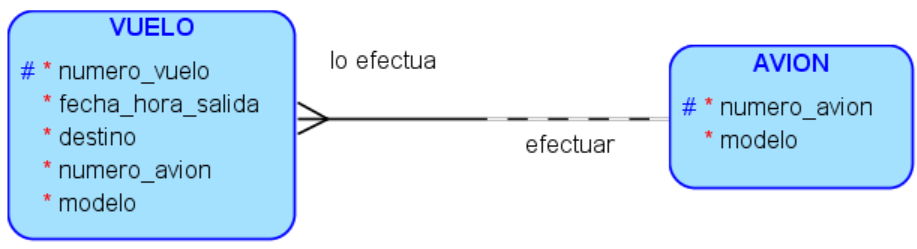 VUELO
# * numero_vuelo
* fecha_hora_salida
* destino
* numero_avion
* modelo
lo efectua
efectuar
AVION
# * numero_avion
* modelo